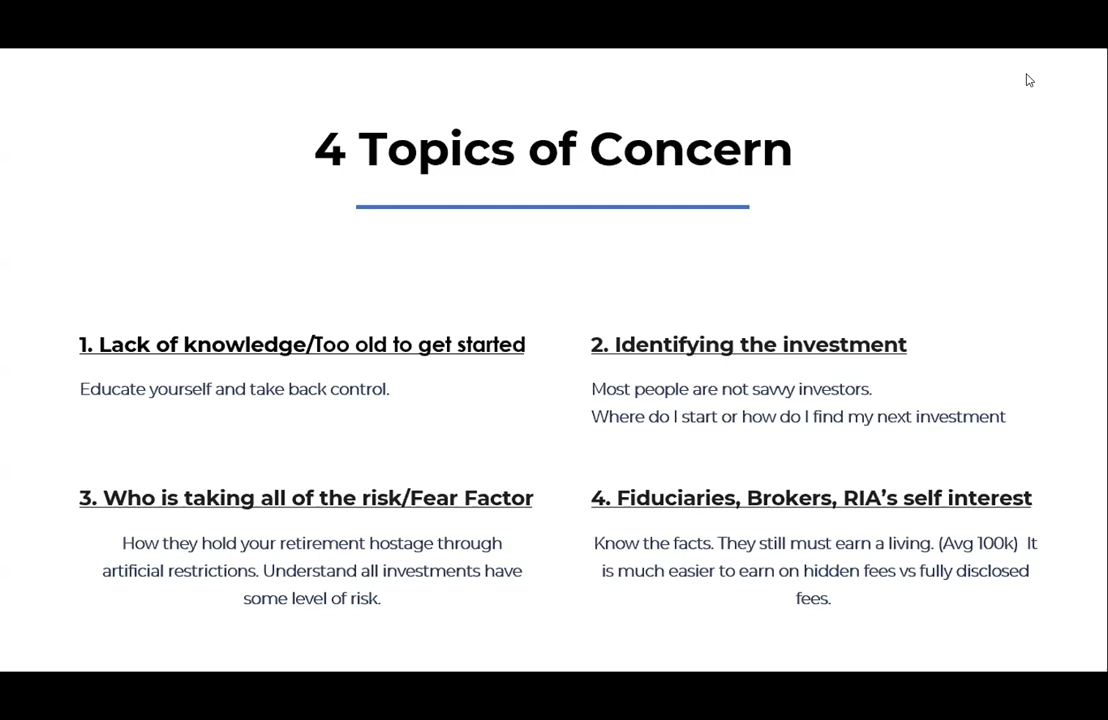 4 Topics of Concern
1. Lack of knowledge/Too old to get started
Educate yourself and take back control.
2. Identifying the investment
Most people are not savvy investors.
Where do I start or how do I find my next investment
3. Who is taking all of the risk/Fear Factor
How they hold your retirement hostage through
artificial restrictions. Understand all investments have
some level of risk.
4. Fiduciaries, Brokers, RIA’s self interest
Know the facts. They still must earn a living. (Avg 100k)  It
is much easier to earn on hidden fees vs fully disclosed
fees.